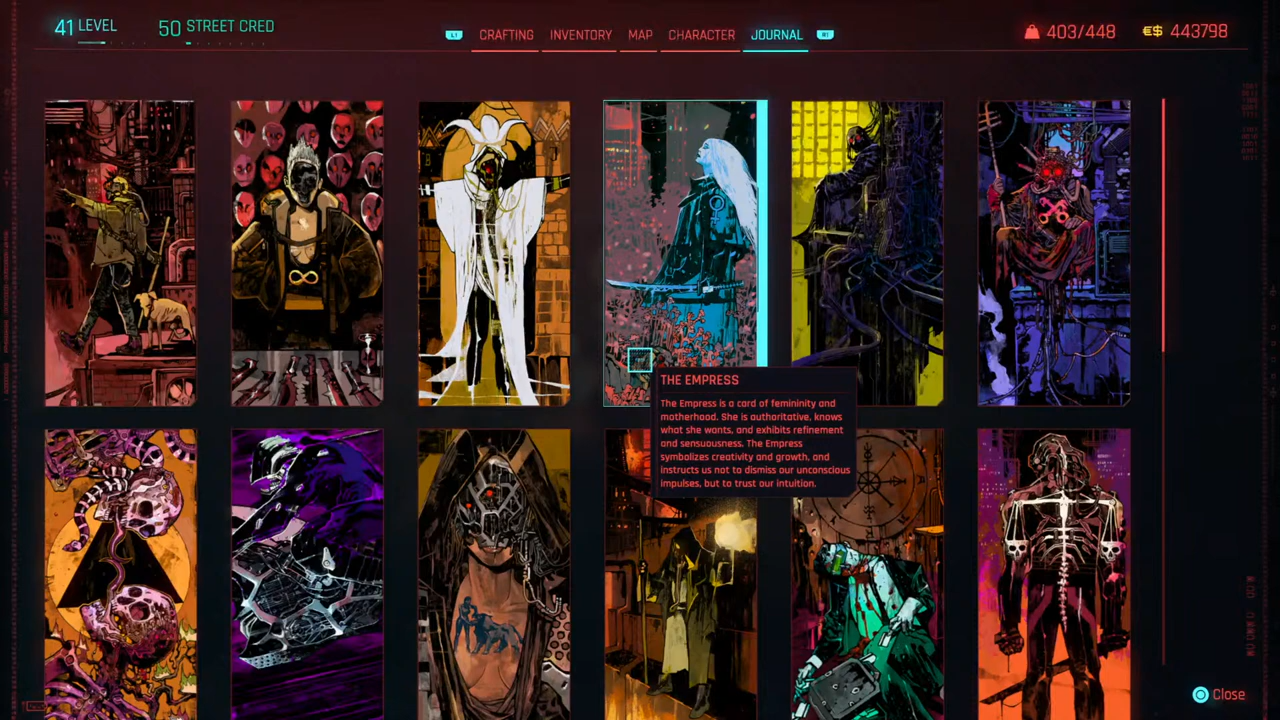 41 LEVEL
50 STREET CRED
L1 CRAFTING INVENTORY MAP CHARACTER JOURNAL R1
403/448
€$ 443798
THE EMPRESS
The Empress is a card of femininity and
motherhood. She is authoritative, knows
what she wants, and exhibits refinement
and sensuousness. The Empress
symbolizes creativity and growth, and
instructs us not to dismiss our unconscious
impulses, but to trust our intuition.
Close